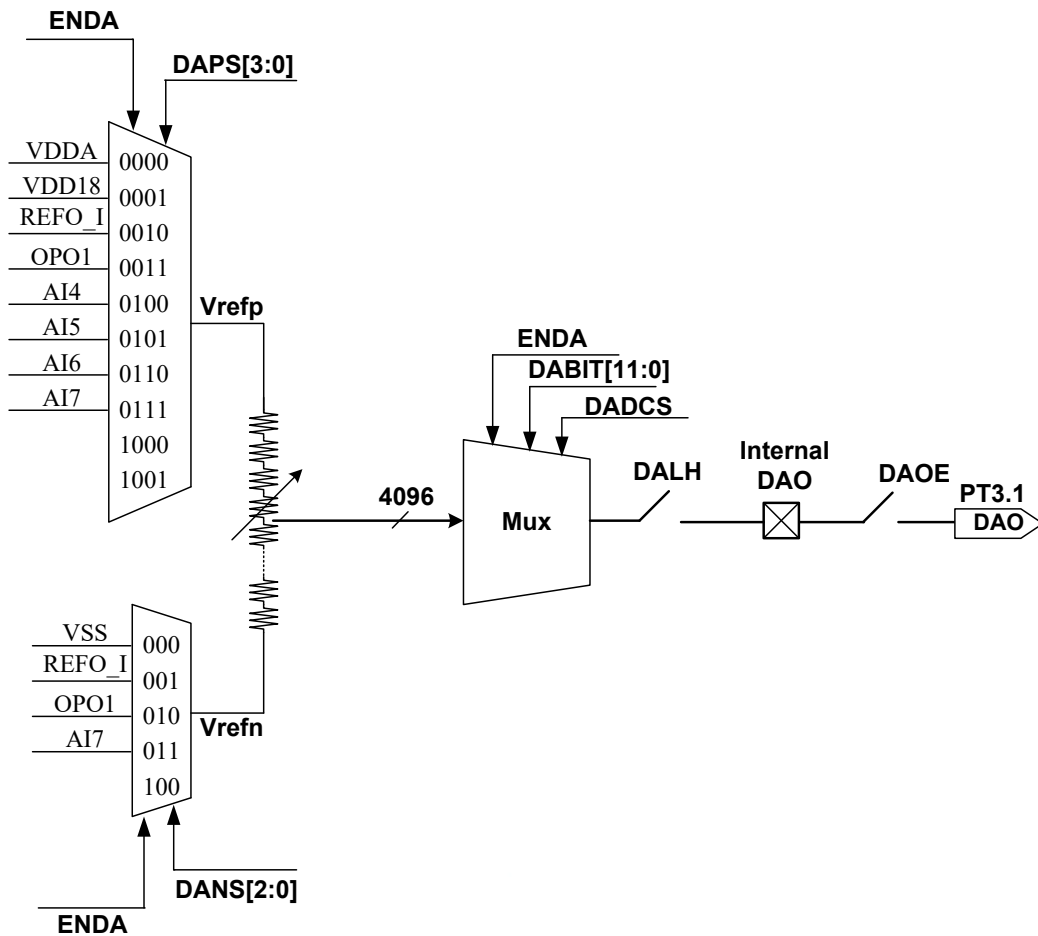 ENDA
DAPS[3:0]
VDDA 0000
VDD18 0001
REFO_I 0010
OPO1 0011
AI4 0100
AI5 0101
AI6 0110
AI7 0111
1000
1001
Vrefp
4096
ENDA
DABIT[11:0]
DADCS
Mux
DALH
Internal
DAO
DAOE
PT3.1
DAO
VSS 000
REFO_I 001
OPO1 010
AI7 011
100
Vrefn
DANS[2:0]
ENDA